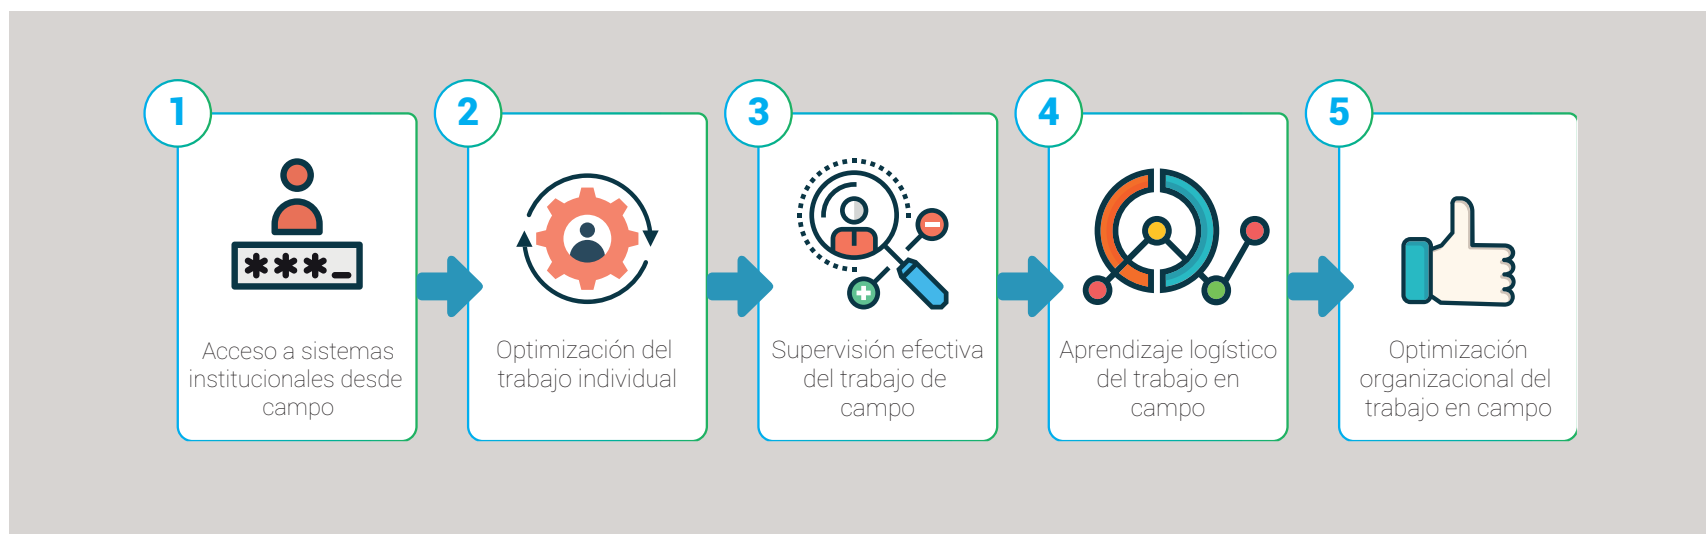 1
Acceso a sistemas
institucionales desde
campo
2
Optimización del
trabajo individual
3
Supervisión efectiva
del trabajo de
campo
4
Aprendizaje logístico
del trabajo en
campo
5
Optimización
organizacional del
trabajo en campo